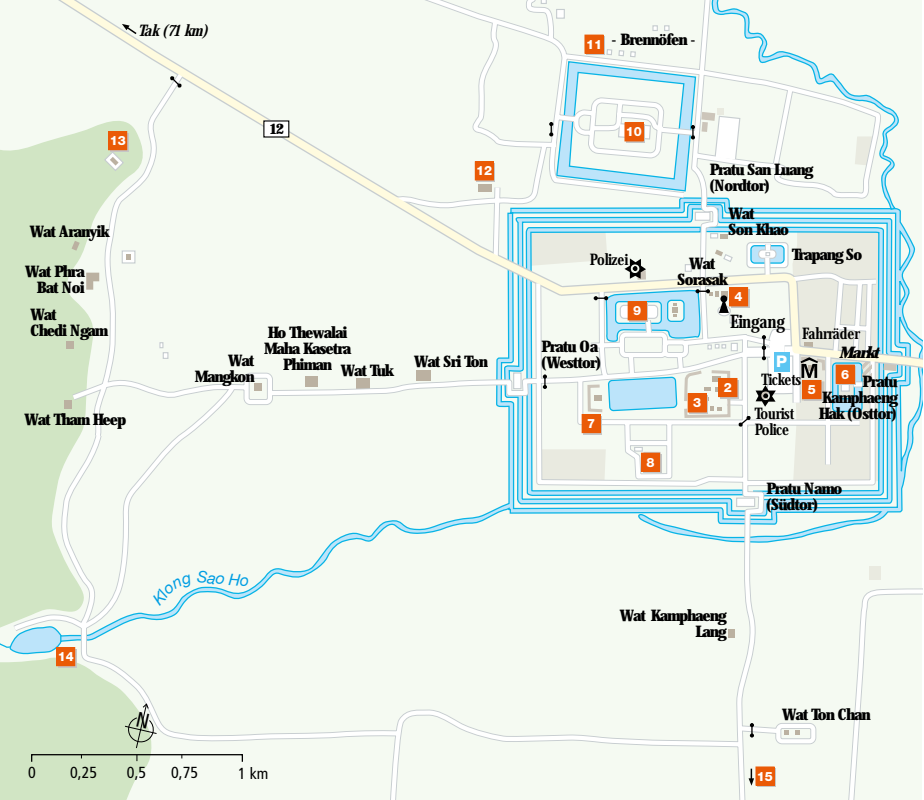 Tak (71 km)
11
- Brennöfen -
12
13
10
12
Pratu San Luang
(Nordtor)
Wat
Son Khao
Wat Aranyik
Polizei
Wat
Sorasak
Trapang So
Wat Phra
Bat Noi
4
9
Eingang
Wat
Chedi Ngam
Ho Thewalai
Maha Kasetra
Phiman
Fahrräder
Pratu Oa
(Westtor)
Markt
Wat
Mangkon
Wat Tuk
Wat Sri Ton
P
M
6
Tickets
5
Pratu
Kamphaeng
Hak (Osttor)
2
3
Wat Tham Heep
Tourist
Police
7
8
Pratu Namo
(Südtor)
Klong Sao Ho
Wat Kamphaeng
Lang
14
N
Wat Ton Chan
0
0,25
0,5
0,75
1 km
15